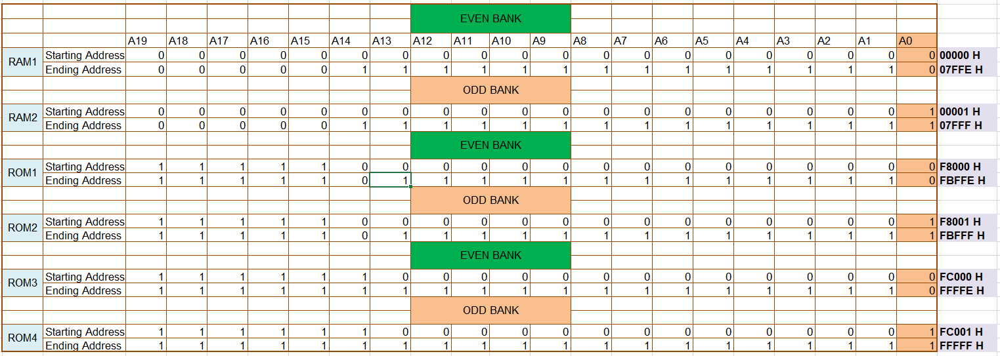 EVEN BANK
A19 A18 A17 A16 A15 A14 A13 A12 A11 A10 A9 A8 A7 A6 A5 A4 A3 A2 A1 A0
RAM1
Starting Address 0 0 0 0 0 0 0 0 0 0 0 0 0 0 0 0 0 0 0 0 00000 H
Ending Address 0 0 0 0 0 1 1 1 1 1 1 1 1 1 1 1 1 1 1 0 07FFE H
ODD BANK
RAM2
Starting Address 0 0 0 0 0 0 0 0 0 0 0 0 0 0 0 0 0 0 0 1 00001 H
Ending Address 0 0 0 0 0 1 1 1 1 1 1 1 1 1 1 1 1 1 1 1 07FFF H
EVEN BANK
ROM1
Starting Address 1 1 1 1 1 0 0 0 0 0 0 0 0 0 0 0 0 0 0 0 F8000 H
Ending Address 1 1 1 1 1 0 1 1 1 1 1 1 1 1 1 1 1 1 1 0 FBFFE H
ODD BANK
ROM2
Starting Address 1 1 1 1 1 0 0 0 0 0 0 0 0 0 0 0 0 0 0 1 F8001 H
Ending Address 1 1 1 1 1 0 1 1 1 1 1 1 1 1 1 1 1 1 1 1 FBFFF H
EVEN BANK
ROM3
Starting Address 1 1 1 1 1 1 0 0 0 0 0 0 0 0 0 0 0 0 0 0 FC000 H
Ending Address 1 1 1 1 1 1 1 1 1 1 1 1 1 1 1 1 1 1 1 0 FFFFE H
ODD BANK
ROM4
Starting Address 1 1 1 1 1 1 0 0 0 0 0 0 0 0 0 0 0 0 0 1 FC001 H
Ending Address 1 1 1 1 1 1 1 1 1 1 1 1 1 1 1 1 1 1 1 1 FFFFF H